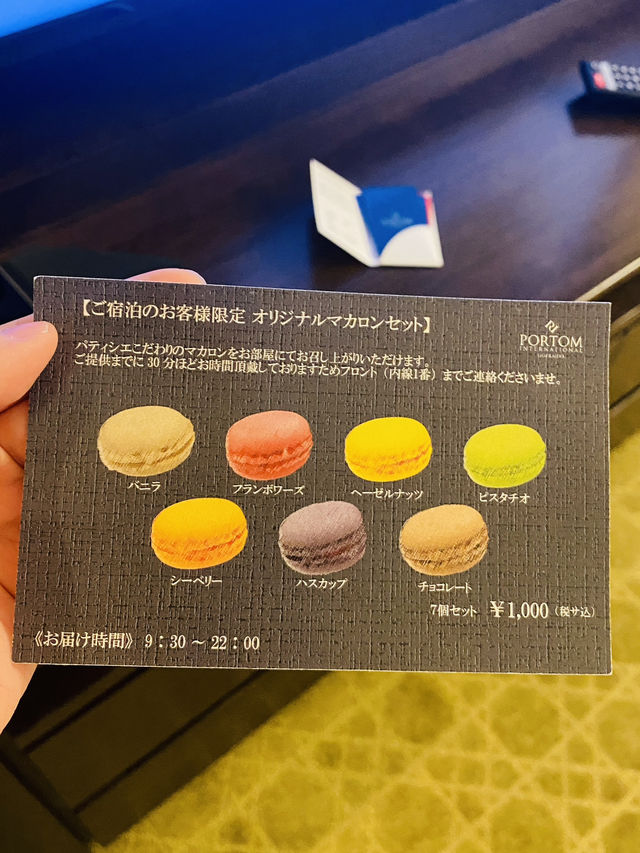 【ご宿泊のお客様限定 オリジナルマカロンセット】
PORTOM
INTERNATIONAL
HOKKAIDO
パティシエこだわりのマカロンをお部屋にてお召し上がりいただけます。
ご提供までに30分ほどお時間頂戴しておりますためフロント（内線1番）までご連絡くださいませ。
バニラ
フランボワーズ
ヘーゼルナッツ
ピスタチオ
シーベリー
ハスカップ
チョコレート
7個セット ￥1,000（税サ込）
《お届け時間》 9：30～22：00